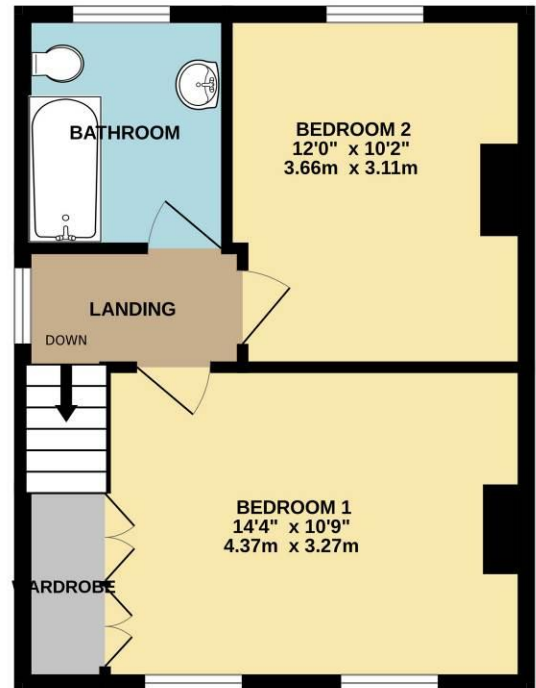 BATHROOM
BEDROOM 2
12'0" x 10'2"
3.66m x 3.11m
LANDING
DOWN
BEDROOM 1
14'4" x 10'9"
4.37m x 3.27m
WARDROBE